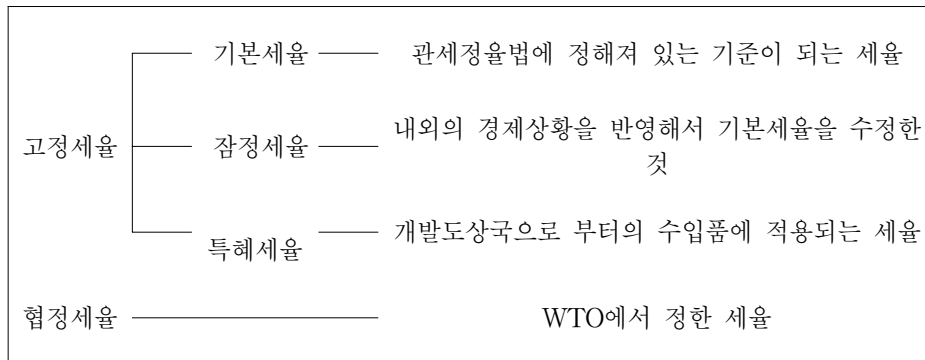 기본세율 관세정율법에 정해져 있는 기준이 되는 세율
고정세율 잠정세율 내외의 경제상황을 반영해서 기본세율을 수정한
것
특혜세율 개발도상국으로 부터의 수입품에 적용되는 세율
협정세율 WTO에서 정한 세율